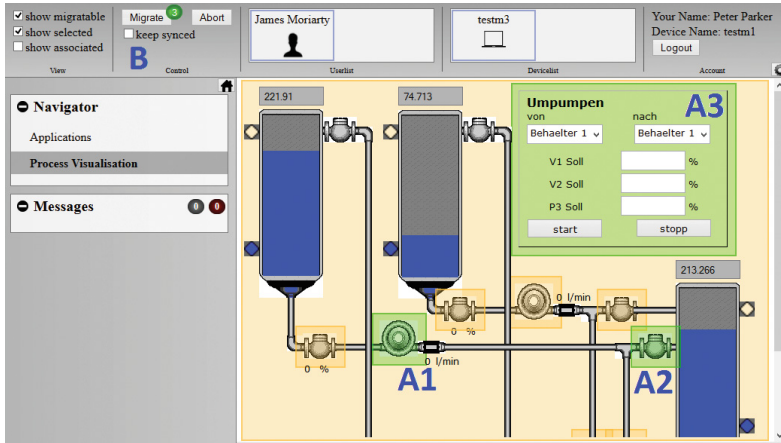 show migratable
show selected
show associated
View
Migrate 3
Abort
keep synced
B
Control
James Moriarty
Userlist
testm3
Devicelist
Your Name: Peter Parker
Device Name: testm1
Logout
Account
Navigator
Applications
Process Visualisation
Messages 0 0
221.91
74.713
Umpumpen
A3
von nach
Behaelter 1 Behaelter 1
V1 Soll %
V2 Soll %
P3 Soll %
start stopp
213.266
0 l/min
0 %
0 l/min
0 %
A1
A2